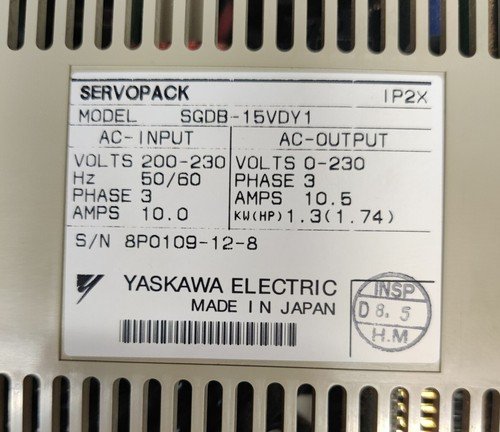 SERVOPACK IP2X
MODEL SGDB-15VDY1
AC-INPUT AC-OUTPUT
VOLTS 200-230 VOLTS 0-230
Hz 50/60 PHASE 3
PHASE 3 AMPS 10.5
AMPS 10.0 KW(HP) 1.3(1.74)
S/N 8P0109-12-8
YASKAWA ELECTRIC
MADE IN JAPAN
INSP
D 8. 5
H.M